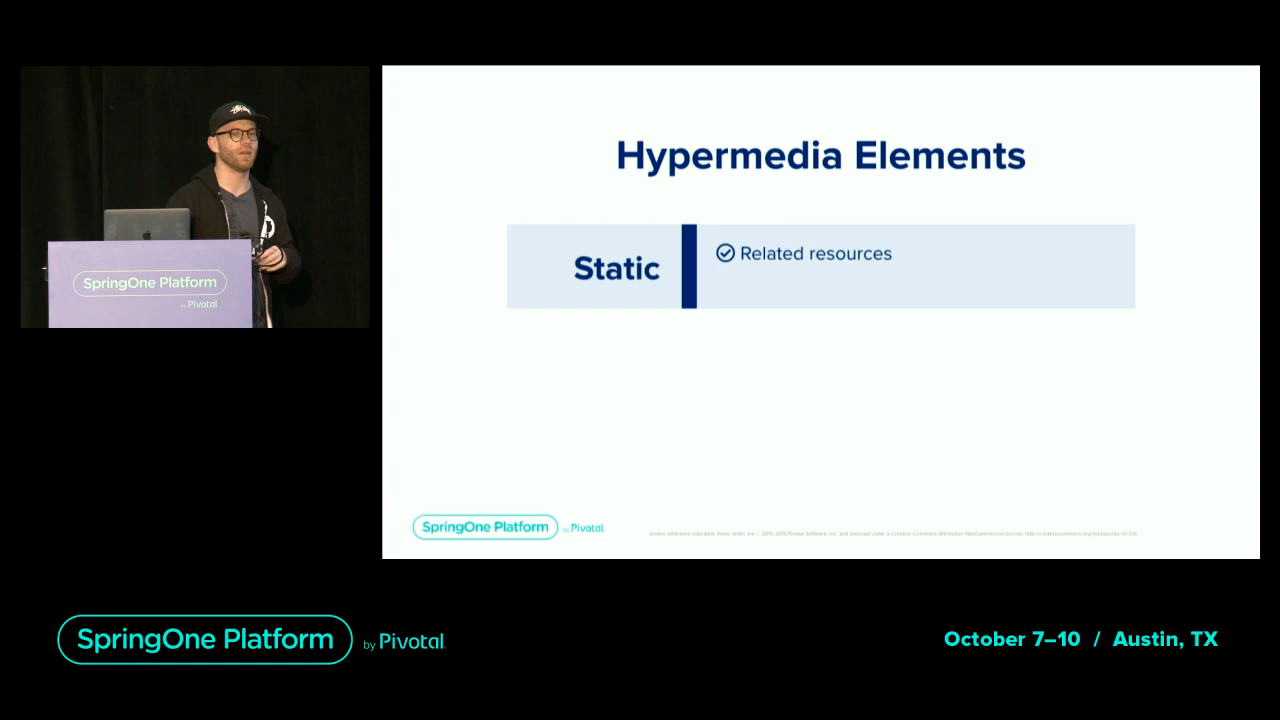 Hypermedia Elements
Static
Related resources
SpringOne Platform
by Pivotal
SpringOne Platform by Pivotal
SpringOne Platform by Pivotal
October 7–10 / Austin, TX